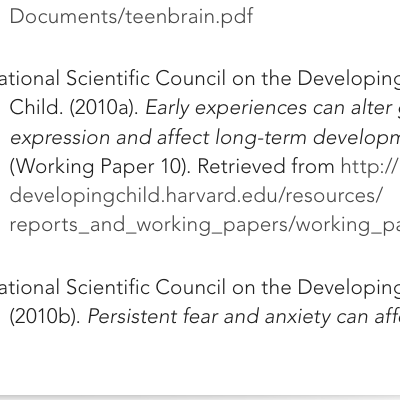 Documents/teenbrain.pdf
ational Scientific Council on the Developing
Child. (2010a). Early experiences can alter
expression and affect long-term developm
(Working Paper 10). Retrieved from http://
developingchild.harvard.edu/resources/
reports_and_working_papers/working_pa
ational Scientific Council on the Developing
(2010b). Persistent fear and anxiety can aff